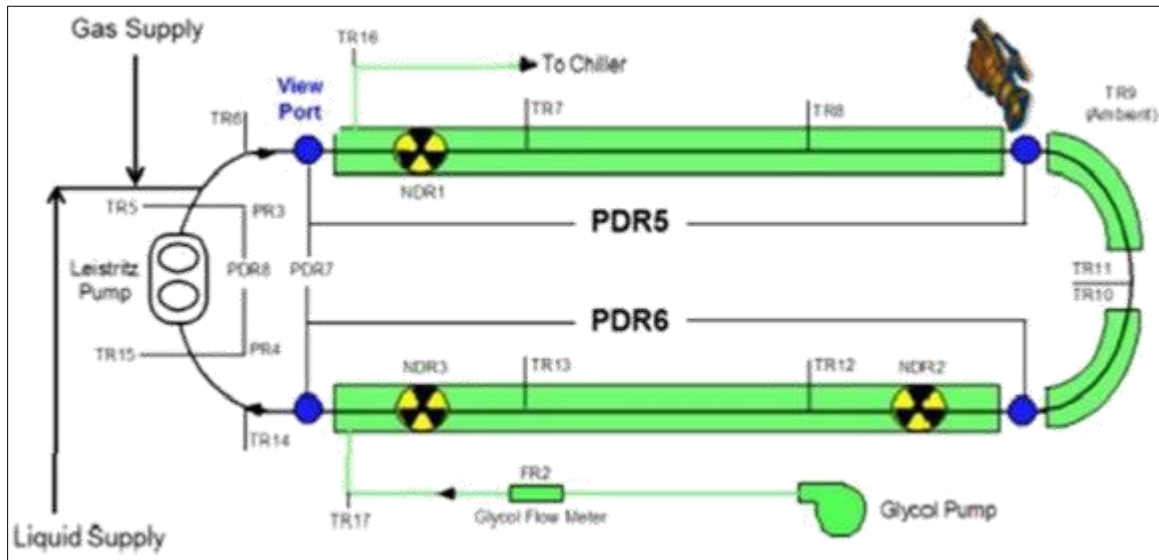 Gas Supply
TR16
To Chiller
View
Port
TR6
TR7
TR8
TR9
(Ambient)
NDR1
TR5
PR3
PDR5
Leistritz
Pump
PDR8
PDR7
TR11
TR10
PDR6
TR15
PR4
NDR3
TR13
TR12
NDR2
TR14
FR2
TR17
Glycol Flow Meter
Glycol Pump
Liquid Supply